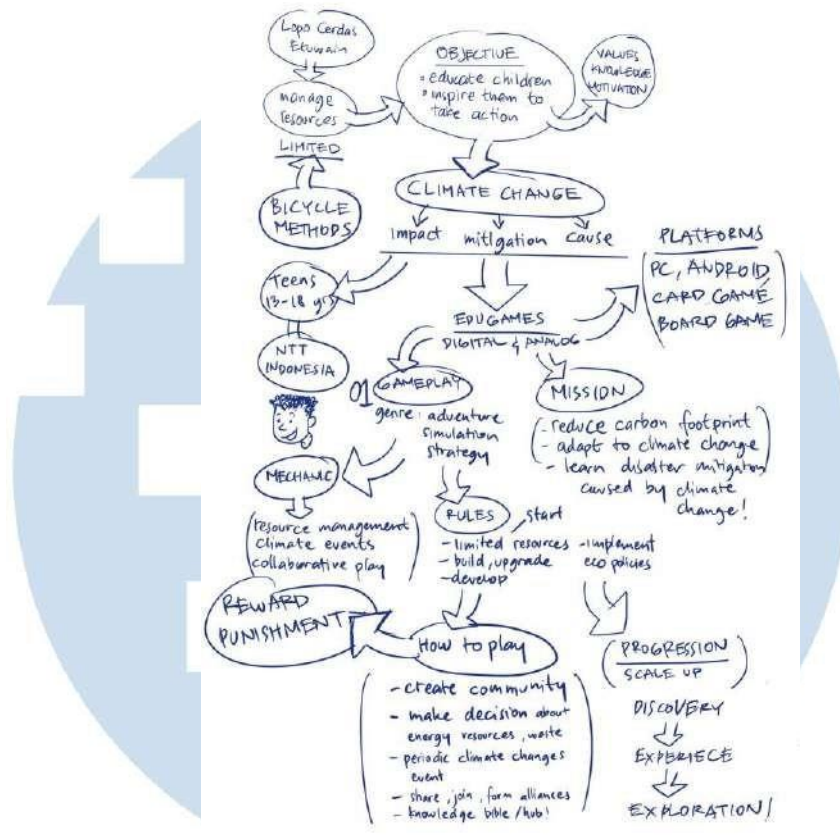 Lopo Cerdas
manage
resources
LIMITED
BICYCLE
METHODS
OBJECTIVE
• educate children
• inspire them to
take action
VALUES
KNOWLEDGE
MOTIVATION
CLIMATE CHANGE
impact mitigation cause
Teens
13-18 yrs
NTT
INDONESIA
EDUGAMES
DIGITAL & ANALOG
PLATFORMS
PC, ANDROID
CARD GAME
BOARD GAME
01 GAMEPLAY
genre: adventure
simulation
strategy
MISSION
- reduce carbon footprint
- adapt to climate change
- learn disaster mitigation
caused by climate
change!
MECHANIC
resource management
climate events
collaborative play
RULES
start
- limited resources
- build, upgrade
- develop
- implement
eco policies
REWARD
PUNISHMENT
How to play
- create community
- make decision about
energy resources, waste
- periodic climate changes
event
- share, join, form alliances
- knowledge bible/hub!
PROGRESSION
SCALE UP
DISCOVERY
EXPERIECE
EXPLORATION!